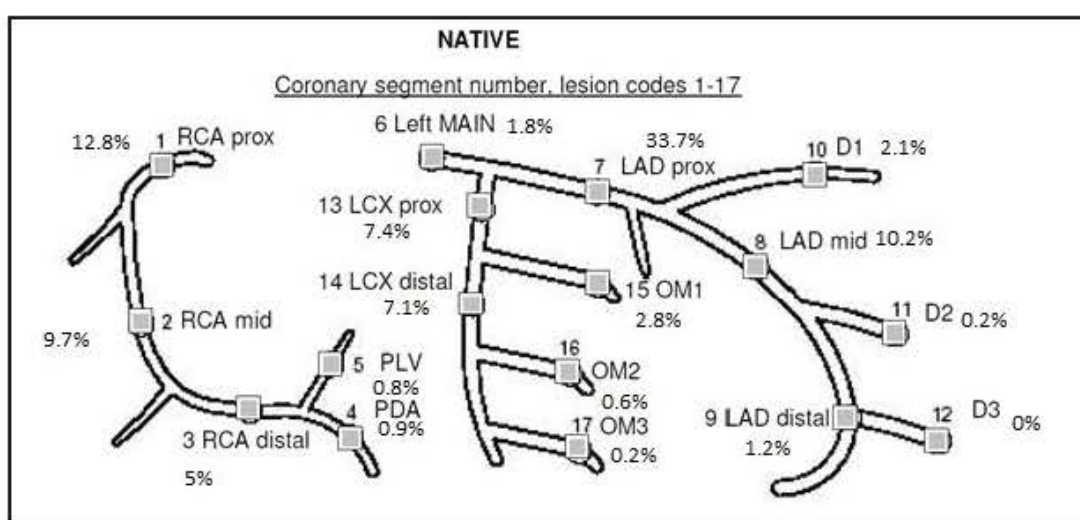 NATIVE
Coronary segment number, lesion codes 1-17
12.8%
1 RCA prox
9.7%
2 RCA mid
3 RCA distal
5%
5 PLV
0.8%
4 PDA
0.9%
6 Left MAIN 1.8%
13 LCX prox
7.4%
14 LCX distal
7.1%
15 OM1
2.8%
16 OM2
0.6%
17 OM3
0.2%
33.7%
7 LAD prox
10 D1 2.1%
8 LAD mid 10.2%
11 D2 0.2%
9 LAD distal
1.2%
12 D3 0%